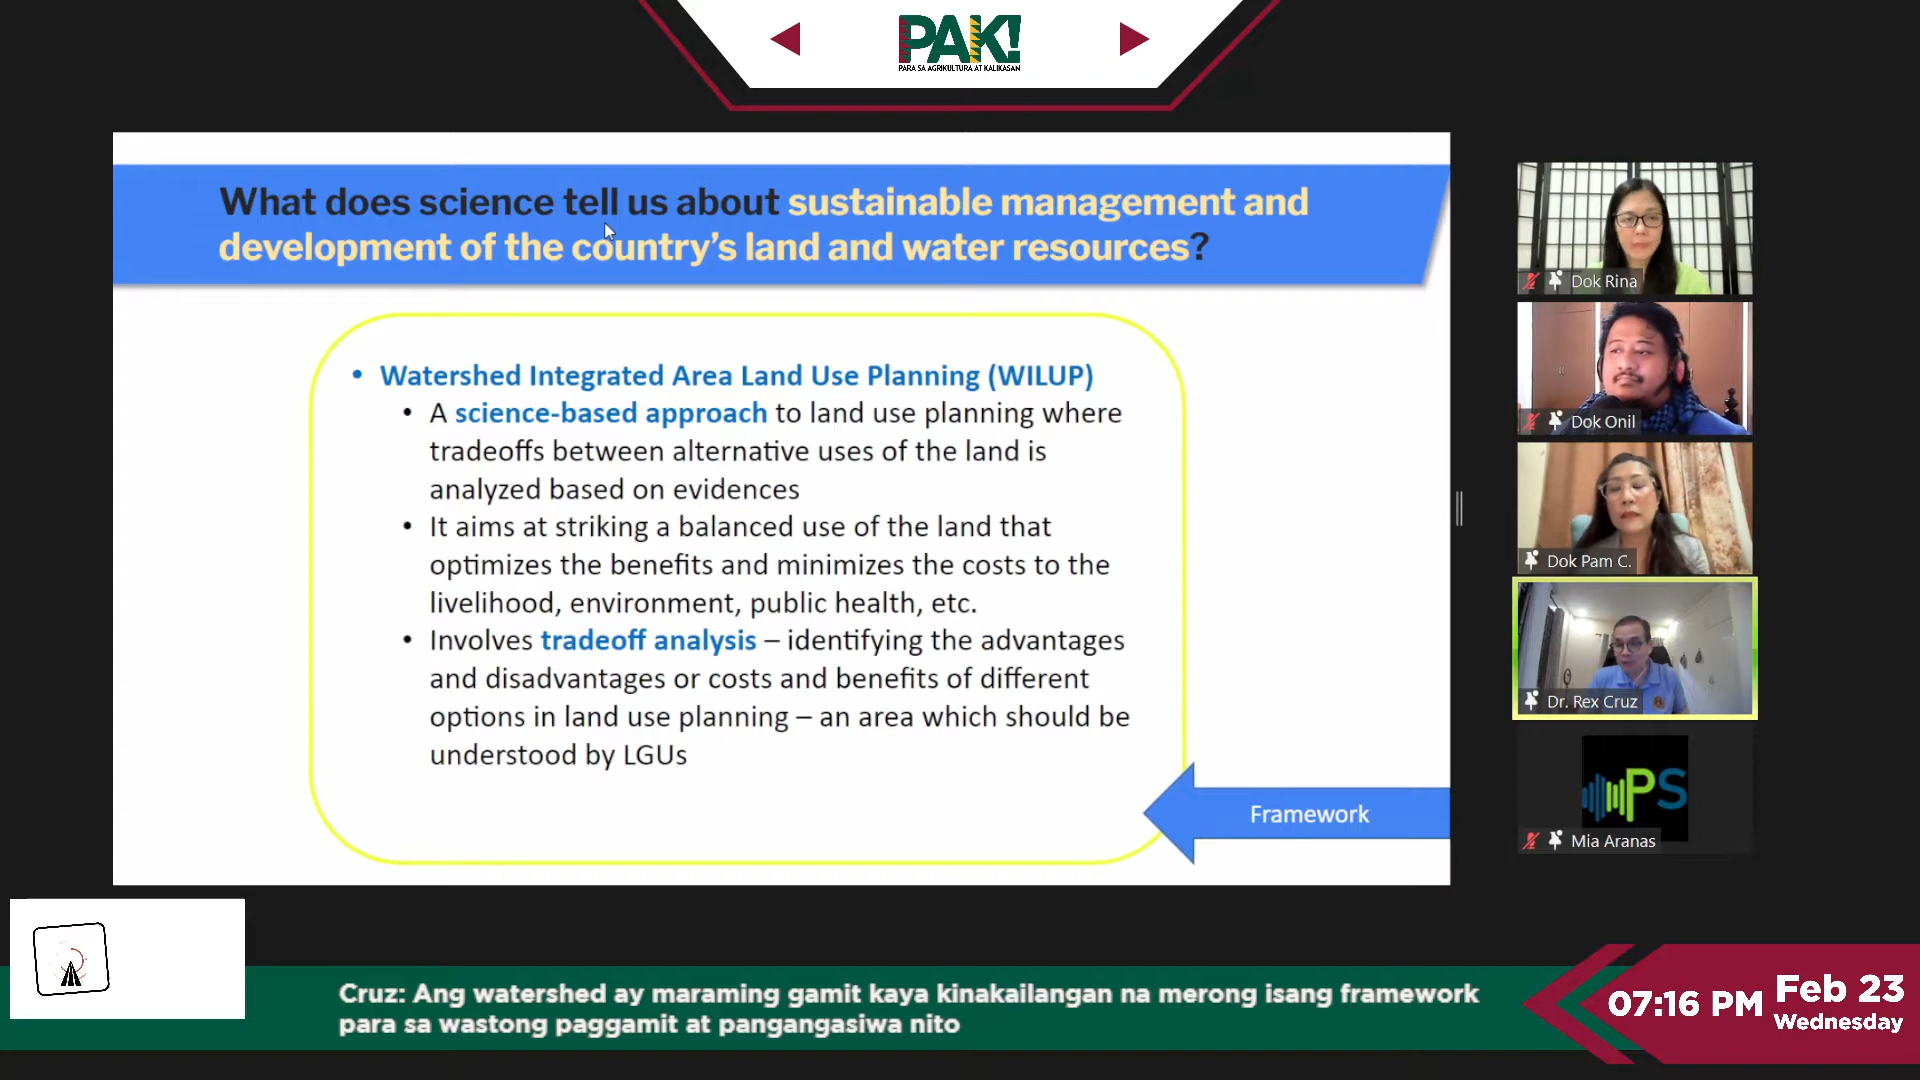 PAK!
PARA SA AGRIKULTURA AT KALIKASAN
What does science tell us about sustainable management and
development of the country's land and water resources?
• Watershed Integrated Area Land Use Planning (WILUP)
• A science-based approach to land use planning where
tradeoffs between alternative uses of the land is
analyzed based on evidences
• It aims at striking a balanced use of the land that
optimizes the benefits and minimizes the costs to the
livelihood, environment, public health, etc.
• Involves tradeoff analysis – identifying the advantages
and disadvantages or costs and benefits of different
options in land use planning – an area which should be
understood by LGUs
Framework
Dok Rina
Dok Onil
Dok Pam C.
Dr. Rex Cruz
PS
Mia Aranas
Cruz: Ang watershed ay maraming gamit kaya kinakailangan na merong isang framework
para sa wastong paggamit at pangangasiwa nito
07:16 PM
Feb 23
Wednesday